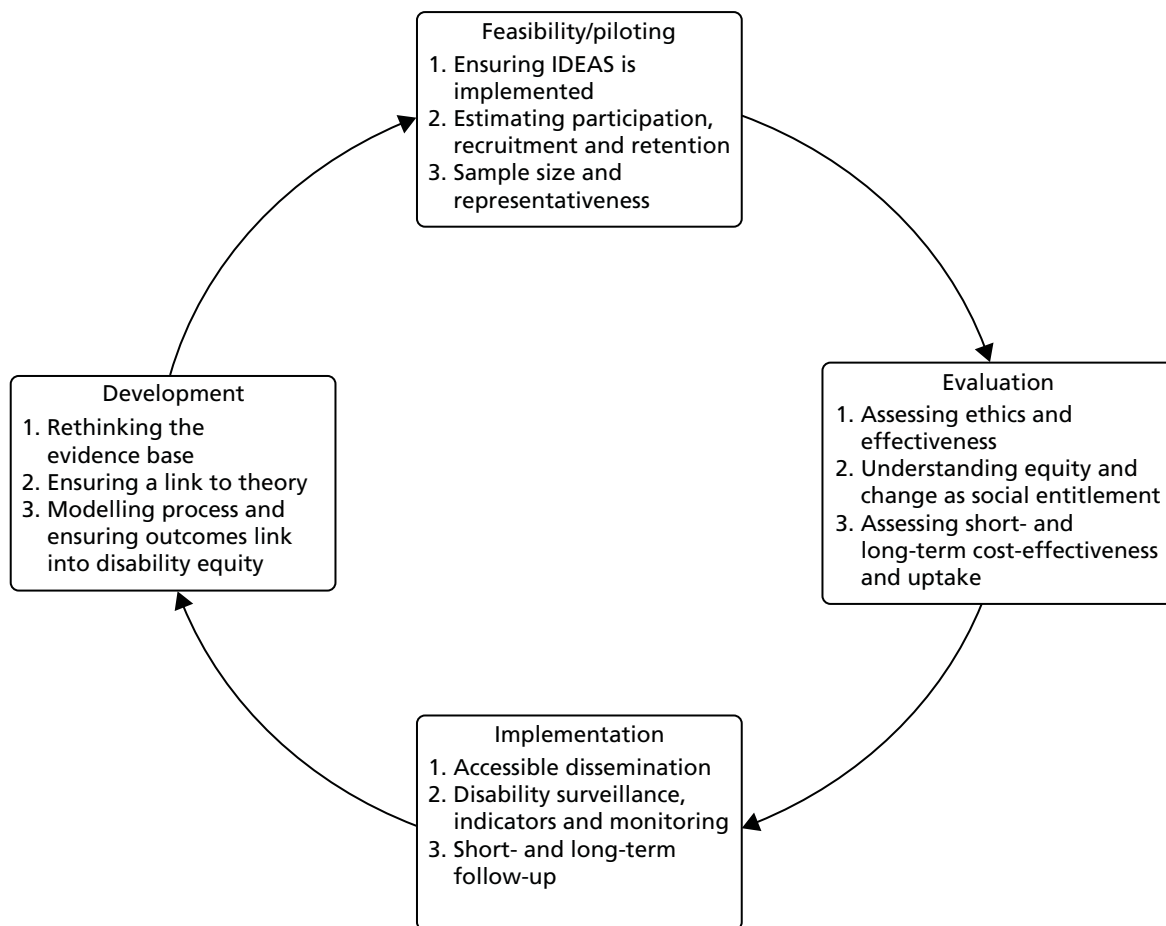 Feasibility/piloting
1. Ensuring IDEAS is
implemented
2. Estimating participation,
recruitment and retention
3. Sample size and
representativeness
Development
1. Rethinking the
evidence base
2. Ensuring a link to theory
3. Modelling process and
ensuring outcomes link
into disability equity
Evaluation
1. Assessing ethics and
effectiveness
2. Understanding equity and
change as social entitlement
3. Assessing short- and
long-term cost-effectiveness
and uptake
Implementation
1. Accessible dissemination
2. Disability surveillance,
indicators and monitoring
3. Short- and long-term
follow-up